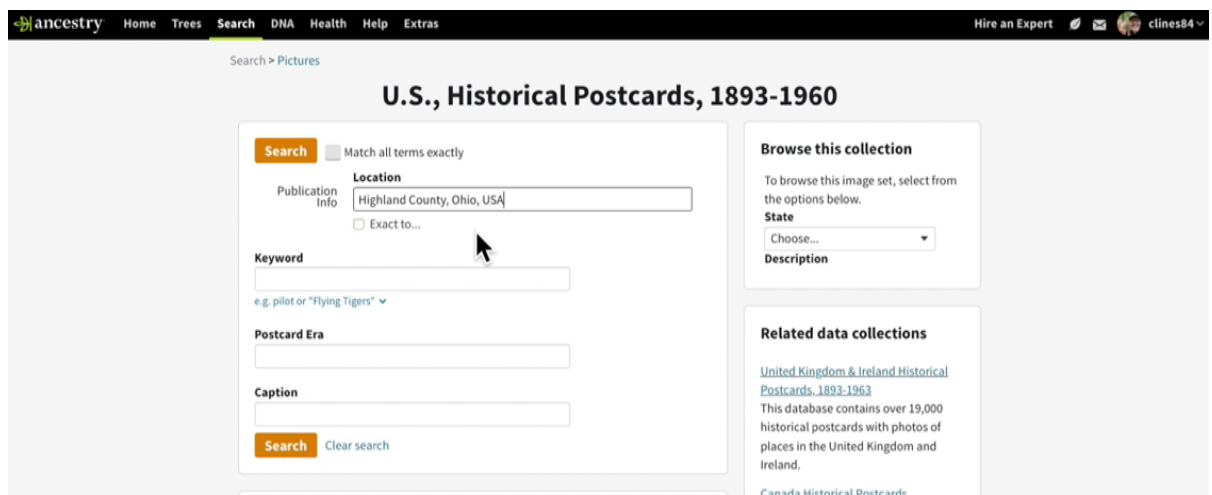 ancestry Home Trees Search DNA Health Help Extras Hire an Expert clines84
Search > Pictures
U.S., Historical Postcards, 1893-1960
Search Match all terms exactly
Location
Publication Info
Highland County, Ohio, USA
Exact to...
Keyword
e.g. pilot or "Flying Tigers"
Postcard Era
Caption
Search Clear search
Browse this collection
To browse this image set, select from
the options below.
State
Choose...
Description
Related data collections
United Kingdom & Ireland Historical
Postcards, 1893-1963
This database contains over 19,000
historical postcards with photos of
places in the United Kingdom and
Ireland.
Canada Historical Postcards